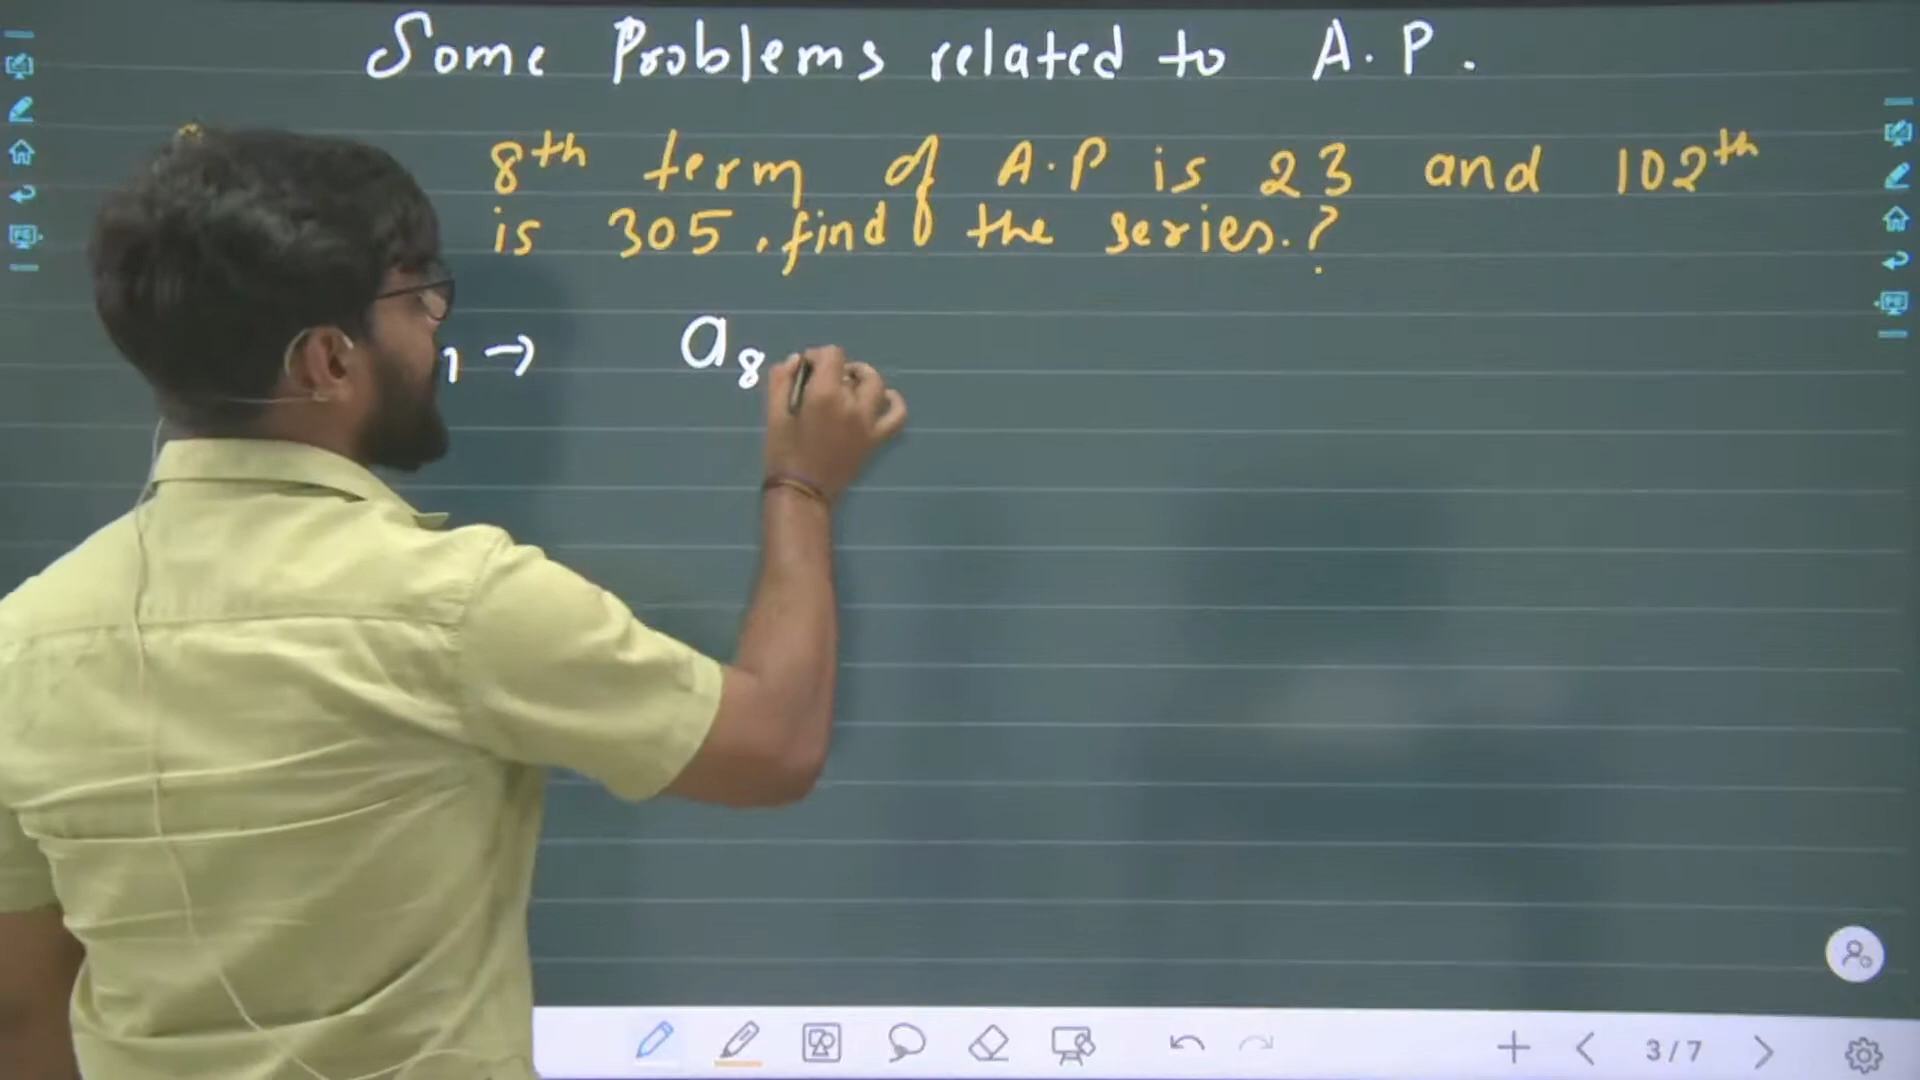 Some Problems related to A.P.
8th term of A.P is 23 and 102th
is 305. find the series.?
→ a8
3/7